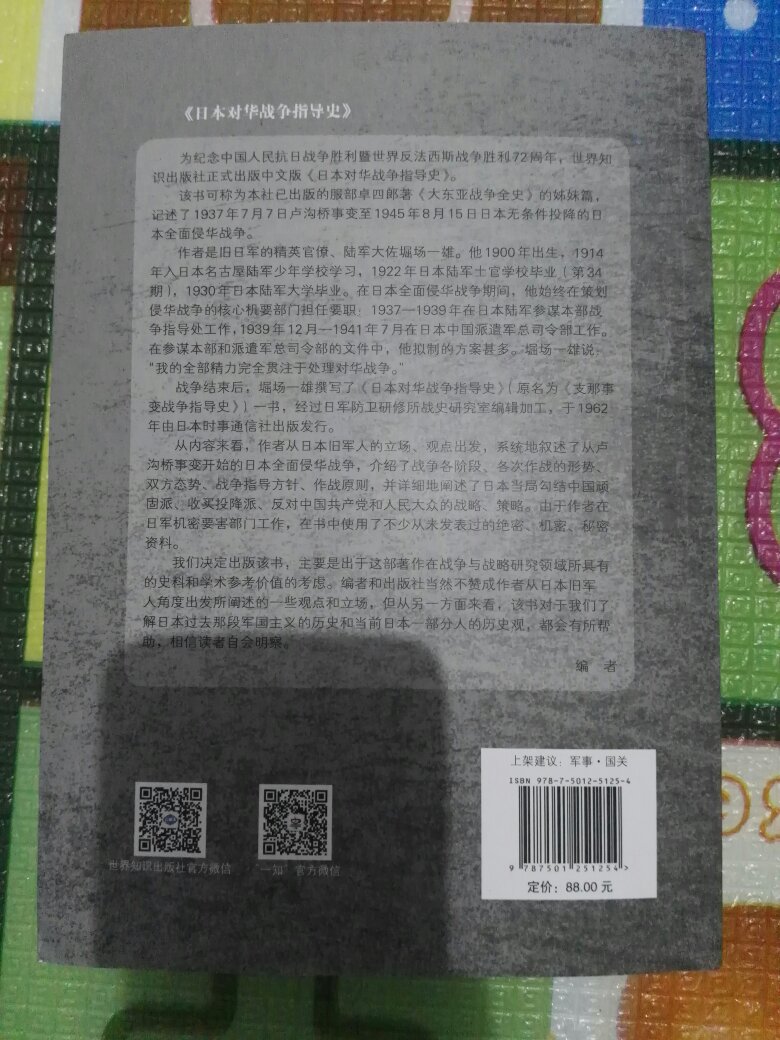 《日本对华战争指导史》
为纪念中国人民抗日战争胜利暨世界反法西斯战争胜利72周年，世界知
识出版社正式出版中文版《日本对华战争指导史》。
该书可称为本社已出版的服部卓四郎著《大东亚战争全史》的姊妹篇，
记述了1937年7月7日卢沟桥事变至1945年8月15日日本无条件投降的日
本全面侵华战争。
作者是旧日军的精英官僚、陆军大佐堀场一雄。他1900年出生，1914
年入日本名古屋陆军少年学校学习，1922年日本陆军士官学校毕业（第34
期），1930年日本陆军大学毕业。在日本全面侵华战争期间，他始终在策划
侵华战争的核心机要部门担任要职：1937—1939年在日本陆军参谋本部战
争指导处工作，1939年12月—1941年7月在日本中国派遣军总司令部工作。
在参谋本部和派遣军总司令部的文件中，他拟制的方案甚多。堀场一雄说：
“我的全部精力完全贯注于处理对华战争。”
战争结束后，堀场一雄撰写了《日本对华战争指导史》（原名为《支那事
变战争指导史》）一书，经过日军防卫研修所战史研究室编辑加工，于1962
年由日本时事通信社出版发行。
从内容来看，作者从日本旧军人的立场、观点出发，系统地叙述了从卢
沟桥事变开始的日本全面侵华战争，介绍了战争各阶段、各次作战的形势、
双方态势、战争指导方针、作战原则，并详细地阐述了日本当局勾结中国顽
固派、收买投降派、反对中国共产党和人民大众的战略、策略。由于作者在
日军机密要害部门工作，在书中使用了不少从未发表过的绝密、机密、秘密
资料。
我们决定出版该书，主要是出于这部著作在战争与战略研究领域所具有
的史料和学术参考价值的考虑。编者和出版社当然不赞成作者从日本旧军
人角度出发所阐述的一些观点和立场，但从另一方面来看，该书对于我们了
解日本过去那段军国主义的历史和当前日本一部分人的历史观，都会有所帮
助，相信读者自会明察。
编 者
上架建议：军事·国关
ISBN 978-7-5012-5125-4
9 787501 251254>
定价：88.00 元
世界知识出版社官方微信
“一知”官方微信